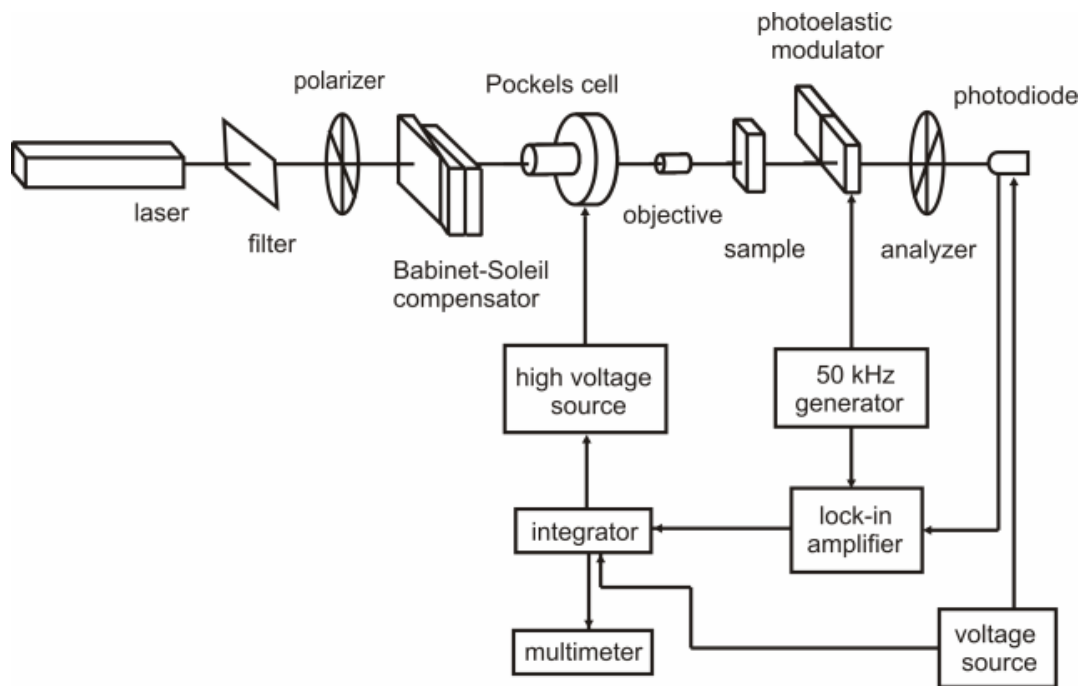 photoelastic
modulator
polarizer
Pockels cell
photodiode
laser
filter
Babinet-Soleil
compensator
objective
sample
analyzer
high voltage
source
50 kHz
generator
integrator
lock-in
amplifier
multimeter
voltage
source